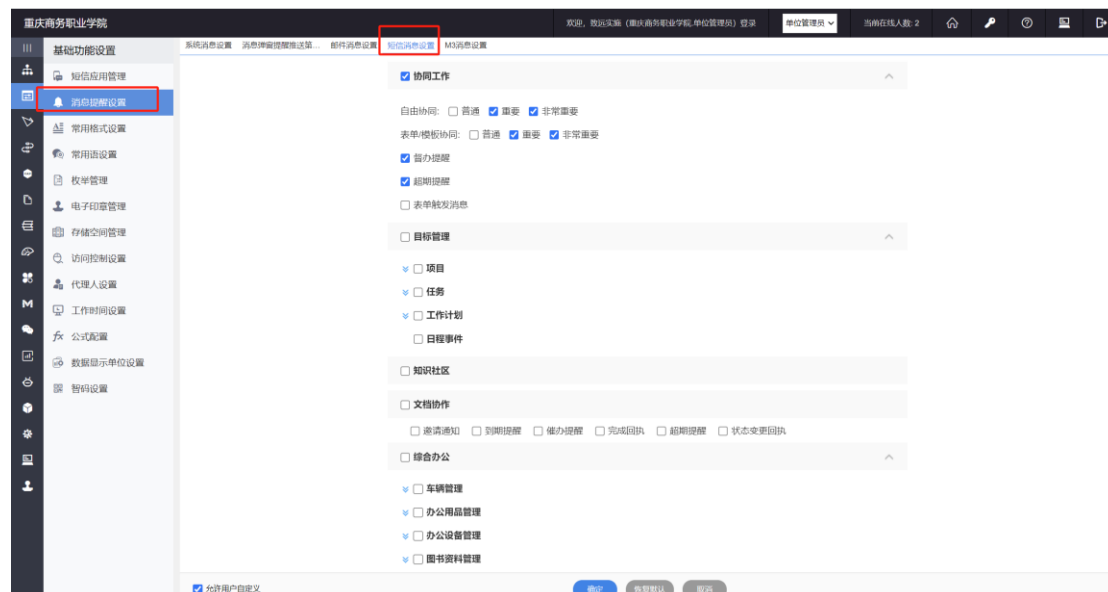 重庆商务职业学院
欢迎，致远实施（重庆商务职业学院.单位管理员）登录
单位管理员
当前在线人数: 2
基础功能设置
短信应用管理
消息提醒设置
常用格式设置
常用语设置
枚举管理
电子印章管理
存储空间管理
访问控制设置
代理人设置
工作时间设置
公式配置
数据显示单位设置
智码设置
系统消息设置 消息弹窗提醒推送策... 邮件消息设置 短信消息设置 M3消息设置
协同工作
自由协同: 普通 重要 非常重要
表单/模板协同: 普通 重要 非常重要
督办提醒
超期提醒
表单触发消息
目标管理
项目
任务
工作计划
日程事件
知识社区
文档协作
邀请通知 到期提醒 催办提醒 完成回执 超期提醒 状态变更回执
综合办公
车辆管理
办公用品管理
办公设备管理
图书资料管理
允许用户自定义
确定 恢复默认 取消